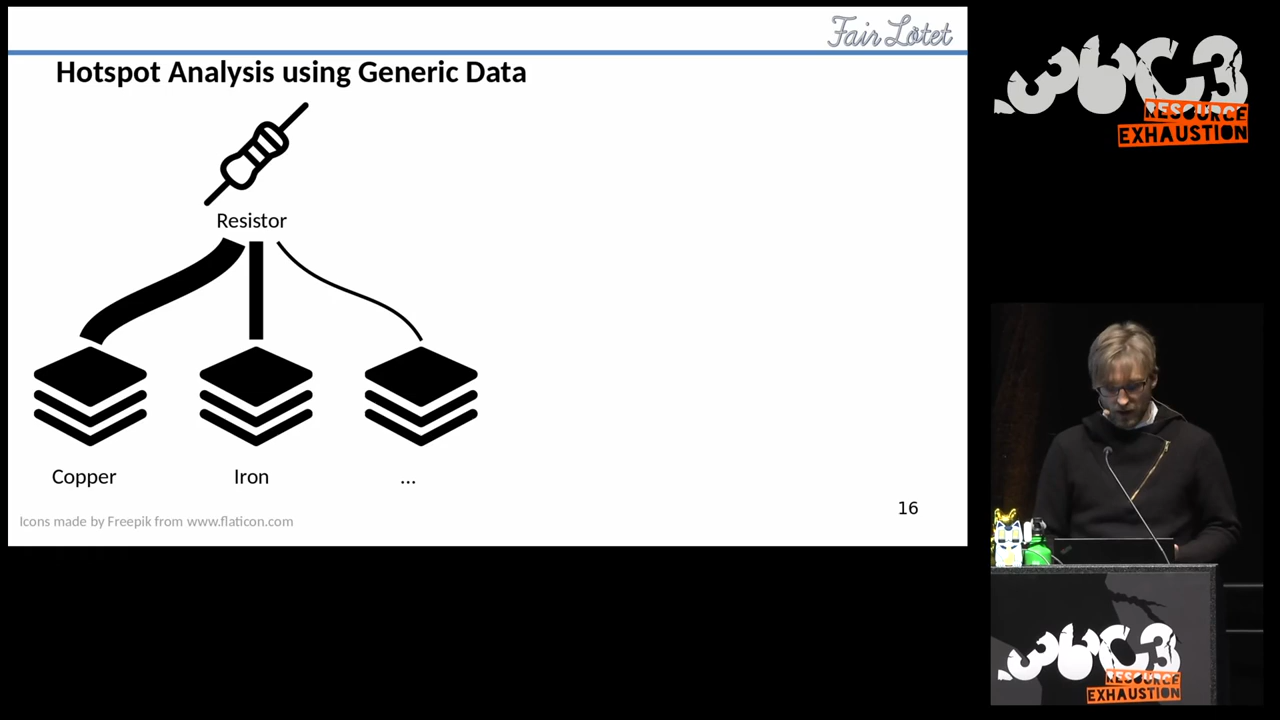 Fair Lötet
Hotspot Analysis using Generic Data
Resistor
Copper
Iron
...
Icons made by Freepik from www.flaticon.com
16
36C3
RESOURCE
EXHAUSTION
36C3
RESOURCE
EXHAUSTION